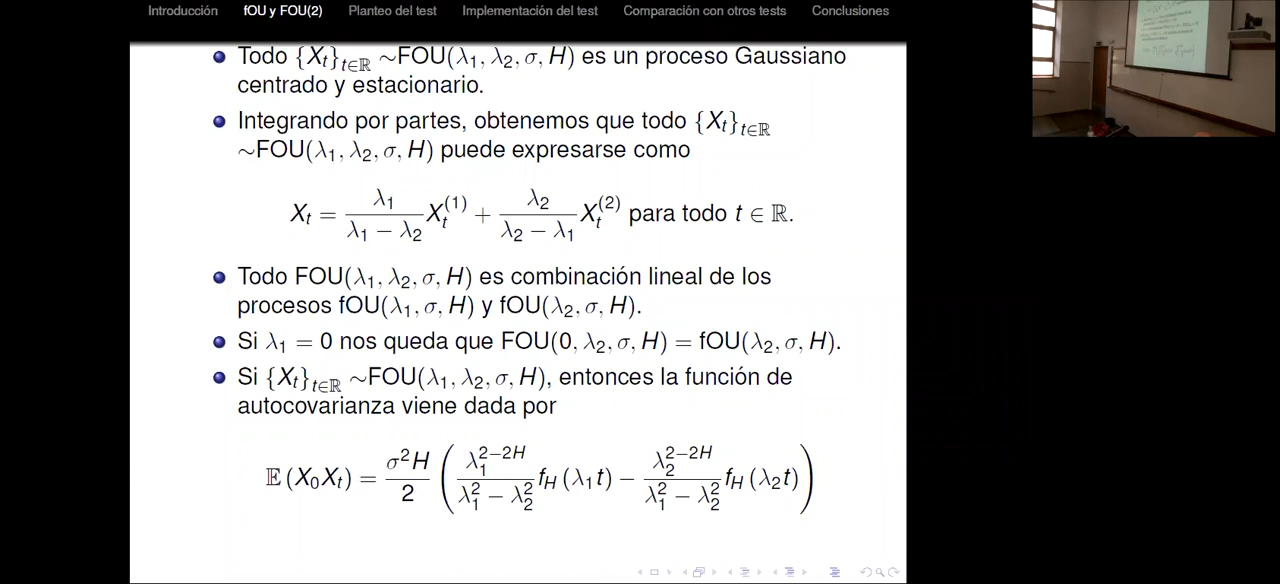 Introducción fOU y FOU(2) Planteo del test Implementación del test Comparación con otros tests Conclusiones
Todo {X_t}_{t∈ℝ} ∼FOU(λ₁, λ₂, σ, H) es un proceso Gaussiano
centrado y estacionario.
Integrando por partes, obtenemos que todo {X_t}_{t∈ℝ}
∼FOU(λ₁, λ₂, σ, H) puede expresarse como
X_t = \frac{λ₁}{λ₁ − λ₂} X_t^{(1)} + \frac{λ₂}{λ₂ − λ₁} X_t^{(2)} para todo t ∈ ℝ.
Todo FOU(λ₁, λ₂, σ, H) es combinación lineal de los
procesos fOU(λ₁, σ, H) y fOU(λ₂, σ, H).
Si λ₁ = 0 nos queda que FOU(0, λ₂, σ, H) = fOU(λ₂, σ, H).
Si {X_t}_{t∈ℝ} ∼FOU(λ₁, λ₂, σ, H), entonces la función de
autocovarianza viene dada por
𝔼(X₀X_t) = \frac{σ²H}{2} ( \frac{λ₁^{2−2H}}{λ₁² − λ₂²} f_H(λ₁t) − \frac{λ₂^{2−2H}}{λ₁² − λ₂²} f_H(λ₂t) )